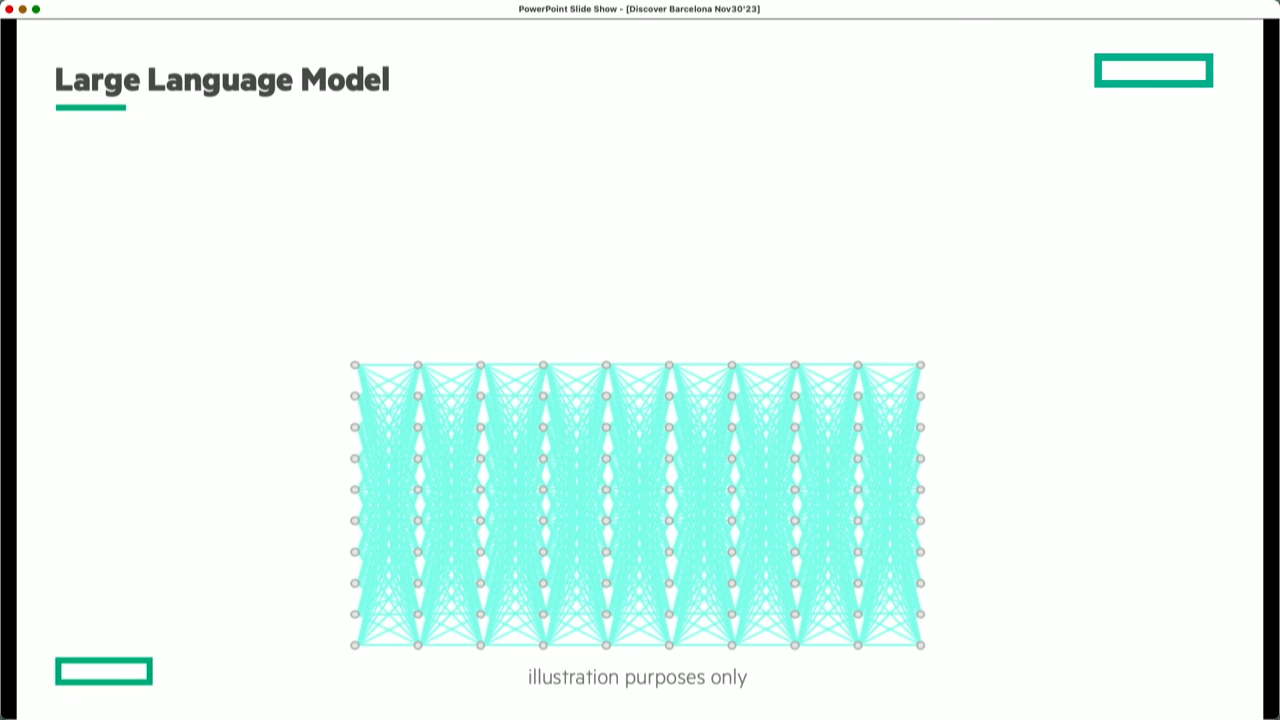 PowerPoint Slide Show - [Discover Barcelona Nov30'23]
Large Language Model
illustration purposes only